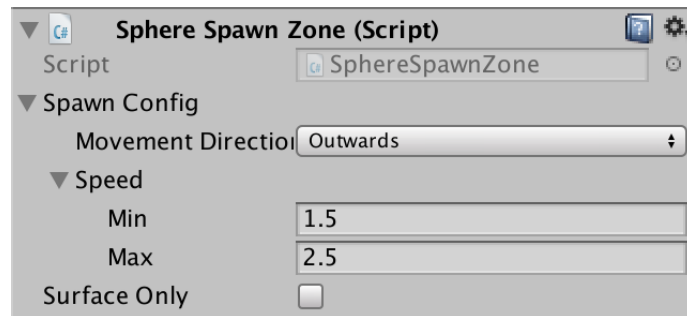 C# Sphere Spawn Zone (Script) ?
Script C# SphereSpawnZone
Spawn Config
Movement Direction Outwards
Speed
Min 1.5
Max 2.5
Surface Only